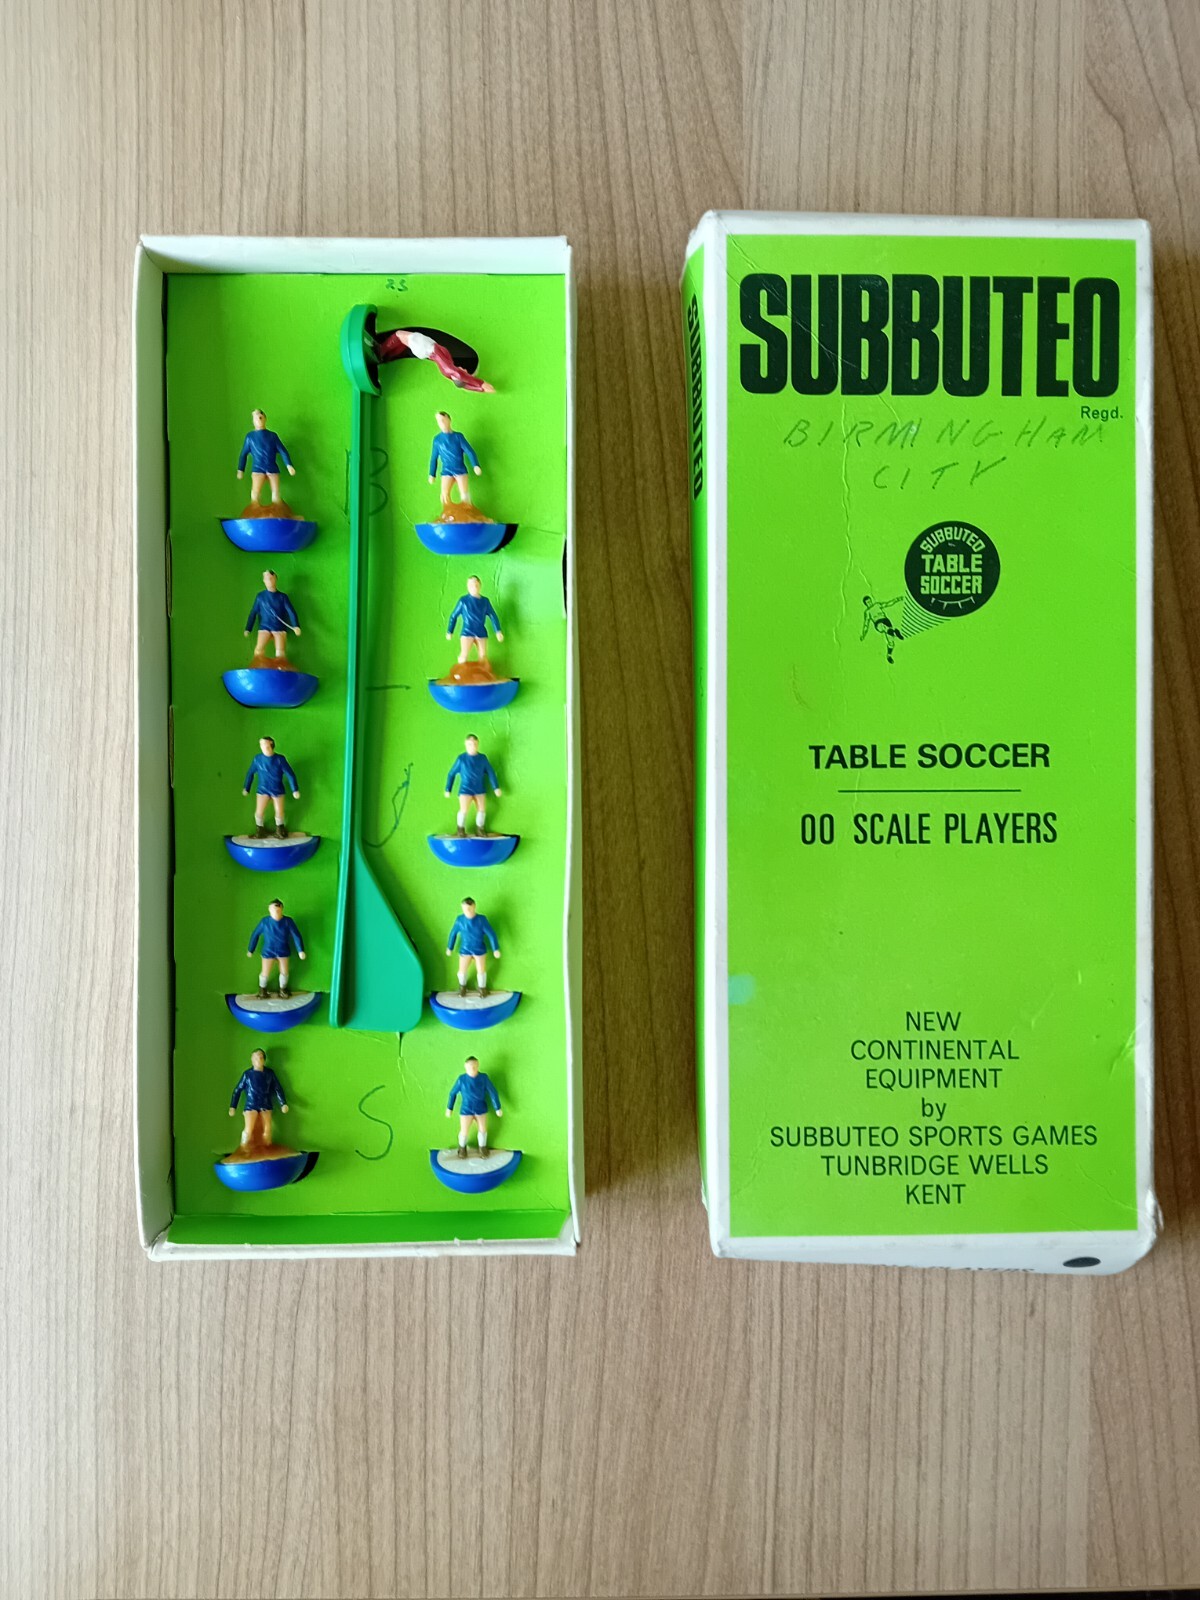 23
B
S
SUBBUTEO
Regd.
BIRMINGHAM
CITY
SUBBUTEO
TABLE
SOCCER
TABLE SOCCER
00 SCALE PLAYERS
NEW
CONTINENTAL
EQUIPMENT
by
SUBBUTEO SPORTS GAMES
TUNBRIDGE WELLS
KENT
SUBBUTEO